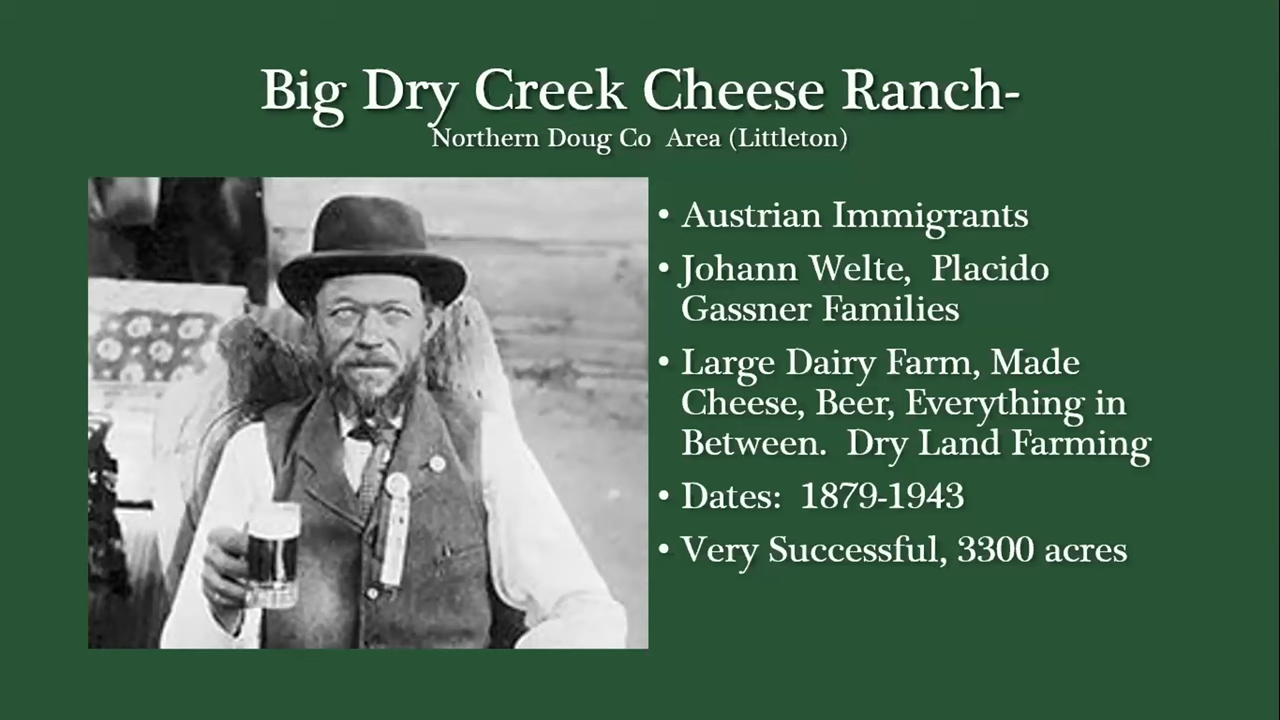 Big Dry Creek Cheese Ranch-
Northern Doug Co Area (Littleton)
• Austrian Immigrants
• Johann Welte, Placido
Gassner Families
• Large Dairy Farm, Made
Cheese, Beer, Everything in
Between. Dry Land Farming
• Dates: 1879-1943
• Very Successful, 3300 acres